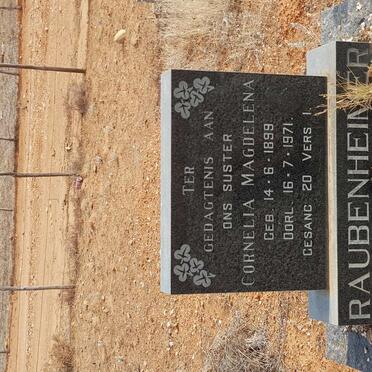 TER
GEDAGTENIS AAN
ONS SUSTER
CORNELIA MAGDELENA
GEB. 14·6·1899
OORL. 16·7·1971.
GESANG 20 VERS 1.
RAUBENHEIMER